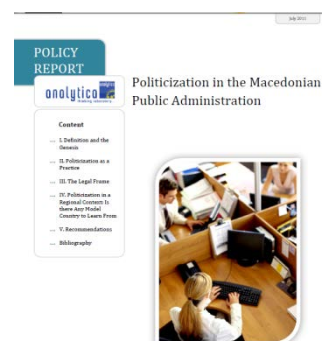 July 2011
POLICY
REPORT
analytica
thinking laboratory
Politicization in the Macedonian
Public Administration
Content
I. Definition and the
Genesis
II. Politicization as a
Practice
III. The Legal Frame
IV. Politicization in a
Regional Context: Is
there Any Model
Country to Learn From
V. Recommendations
Bibliography